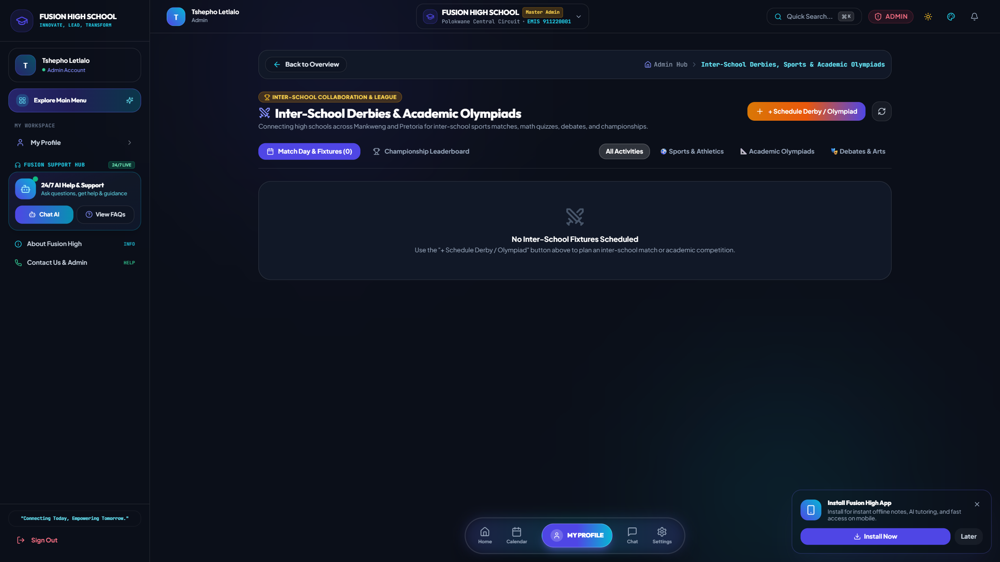 FUSION HIGH SCHOOL
INNOVATE, LEAD, TRANSFORM
T
Tshepho Letlalo
Admin Account
Explore Main Menu
MY WORKSPACE
My Profile
FUSION SUPPORT HUB
24/7 LIVE
24/7 AI Help & Support
Ask questions, get help & guidance
Chat AI
View FAQs
About Fusion High
INFO
Contact Us & Admin
HELP
"Connecting Today, Empowering Tomorrow."
Sign Out
T
Tshepho Letlalo
Admin
FUSION HIGH SCHOOL
Master Admin
Polokwane Central Circuit • EMIS 911220001
Quick Search...
⌘K
ADMIN
Back to Overview
Admin Hub
Inter-School Derbies, Sports & Academic Olympiads
INTER-SCHOOL COLLABORATION & LEAGUE
Inter-School Derbies & Academic Olympiads
Connecting high schools across Mankweng and Pretoria for inter-school sports matches, math quizzes, debates, and championships.
+ Schedule Derby / Olympiad
Match Day & Fixtures (0)
Championship Leaderboard
All Activities
Sports & Athletics
Academic Olympiads
Debates & Arts
No Inter-School Fixtures Scheduled
Use the "+ Schedule Derby / Olympiad" button above to plan an inter-school match or academic competition.
Home
Calendar
MY PROFILE
Chat
Settings
Install Fusion High App
Install for instant offline notes, AI tutoring, and fast
access on mobile.
Install Now
Later